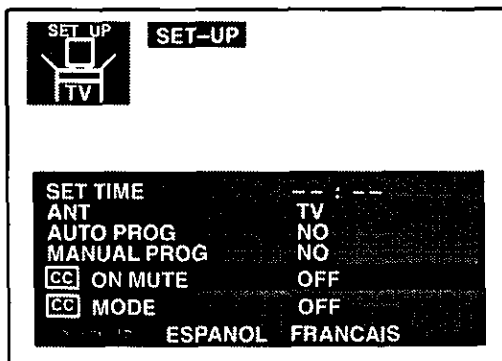 SET UP
TV
SET–UP
SET TIME – – : – –
ANT TV
AUTO PROG NO
MANUAL PROG NO
CC ON MUTE OFF
CC MODE OFF
ESPANOL FRANCAIS